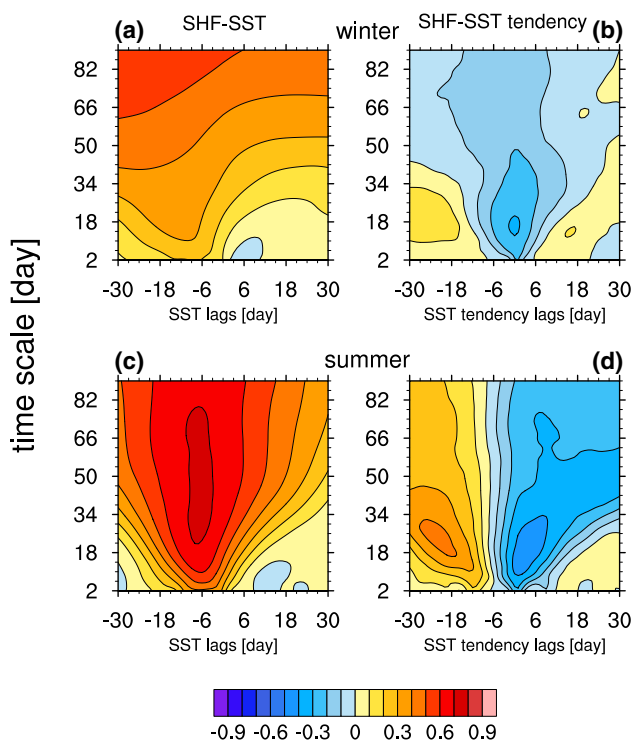 (a) SHF-SST winter SHF-SST tendency (b)
82 82
66 66
50 50
34 34
18 18
2 2
-30 -18 -6 6 18 30 -30 -18 -6 6 18 30
SST lags [day] SST tendency lags [day]
time scale [day]
(c) summer (d)
82 82
66 66
50 50
34 34
18 18
2 2
-30 -18 -6 6 18 30 -30 -18 -6 6 18 30
SST lags [day] SST tendency lags [day]
-0.9 -0.6 -0.3 0 0.3 0.6 0.9